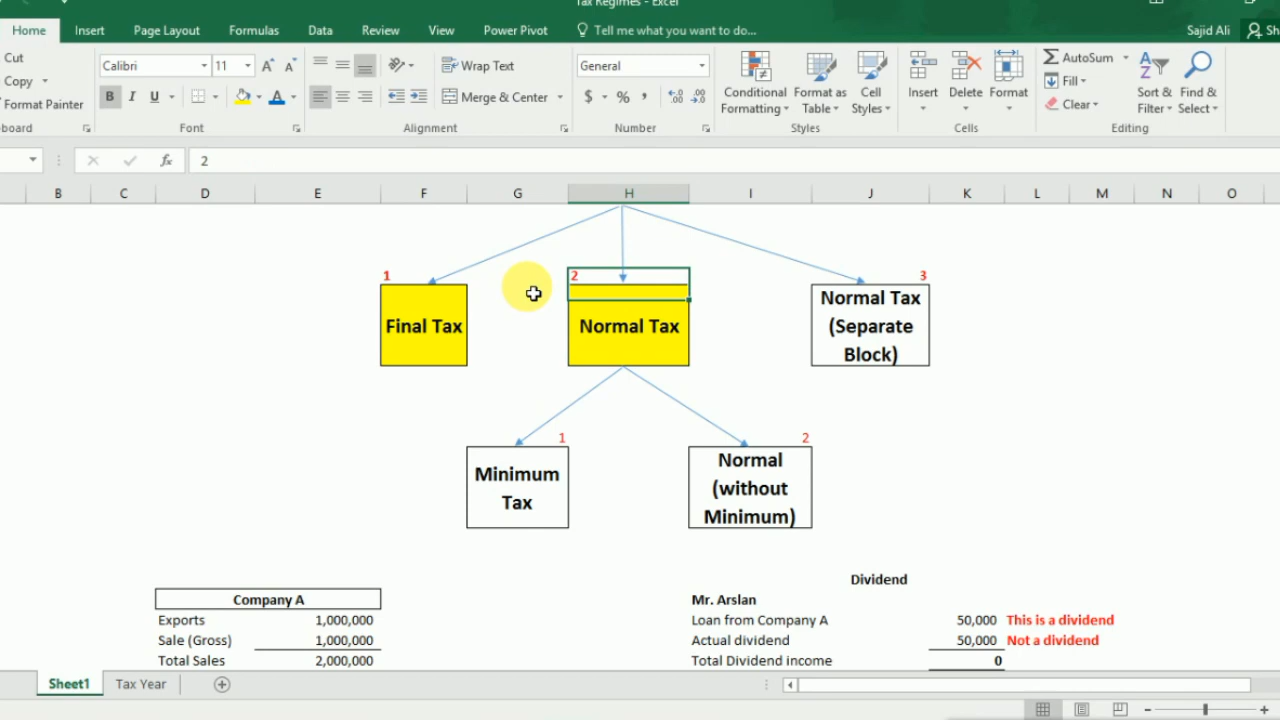 Tax Regimes - Excel
Home Insert Page Layout Formulas Data Review View Power Pivot Tell me what you want to do... Sajid Ali
Cut
Copy
Format Painter
Calibri 11
B I U
Wrap Text
Merge & Center
General
$ % ,
Conditional Formatting
Format as Table
Cell Styles
Insert
Delete
Format
AutoSum
Fill
Clear
Sort & Filter
Find & Select
Font Alignment Number Styles Cells Editing
fx 2
B C D E F G H I J K L M N O
1 2 3
Final Tax
Normal Tax
Normal Tax
(Separate
Block)
1 2
Minimum
Tax
Normal
(without
Minimum)
Dividend
Company A
Mr. Arslan
Exports 1,000,000
Loan from Company A 50,000 This is a dividend
Sale (Gross) 1,000,000
Actual dividend 50,000 Not a dividend
Total Sales 2,000,000
Total Dividend income 0
Sheet1 Tax Year